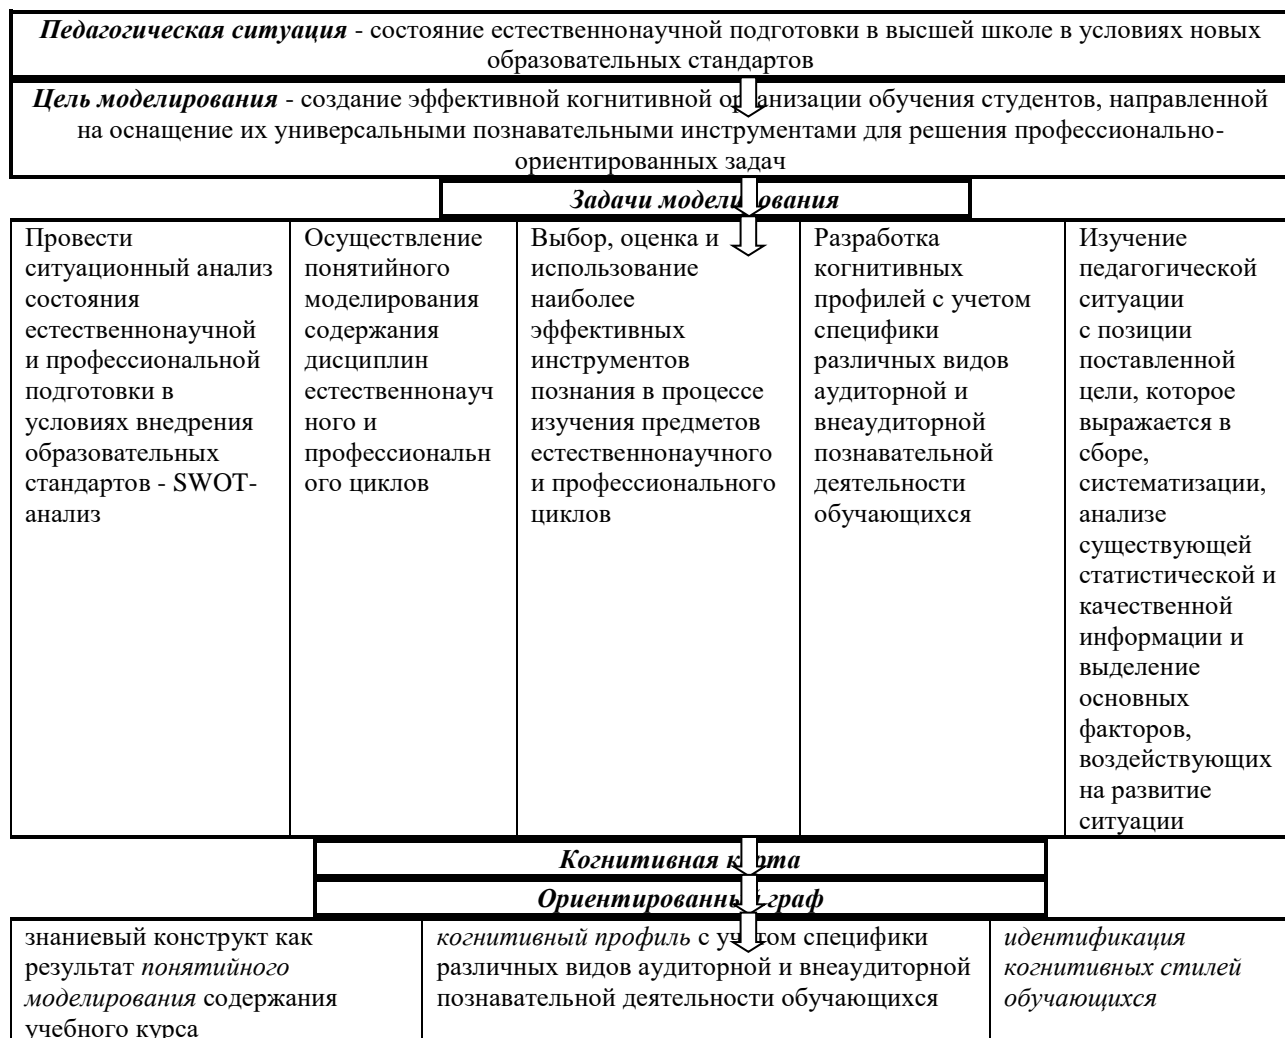 Педагогическая ситуация - состояние естественнонаучной подготовки в высшей школе в условиях новых
образовательных стандартов
Цель моделирования - создание эффективной когнитивной организации обучения студентов, направленной
на оснащение их универсальными познавательными инструментами для решения профессионально-
ориентированных задач
Задачи моделирования
Провести
ситуационный анализ
состояния
естественнонаучной
и профессиональной
подготовки в
условиях внедрения
образовательных
стандартов - SWOT-
анализ
Осуществление
понятийного
моделирования
содержания
дисциплин
естественнонауч
ного и
профессиональн
ого циклов
Выбор, оценка и
использование
наиболее
эффективных
инструментов
познания в процессе
изучения предметов
естественнонаучного
и профессионального
циклов
Разработка
когнитивных
профилей с учетом
специфики
различных видов
аудиторной и
внеаудиторной
познавательной
деятельности
обучающихся
Изучение
педагогической
ситуации
с позиции
поставленной
цели, которое
выражается в
сборе,
систематизации,
анализе
существующей
статистической и
качественной
информации и
выделение
основных
факторов,
воздействующих
на развитие
ситуации
Когнитивная карта
Ориентированный граф
знаниевый конструкт как
результат понятийного
моделирования содержания
учебного курса
когнитивный профиль с учетом специфики
различных видов аудиторной и внеаудиторной
познавательной деятельности обучающихся
идентификация
когнитивных стилей
обучающихся